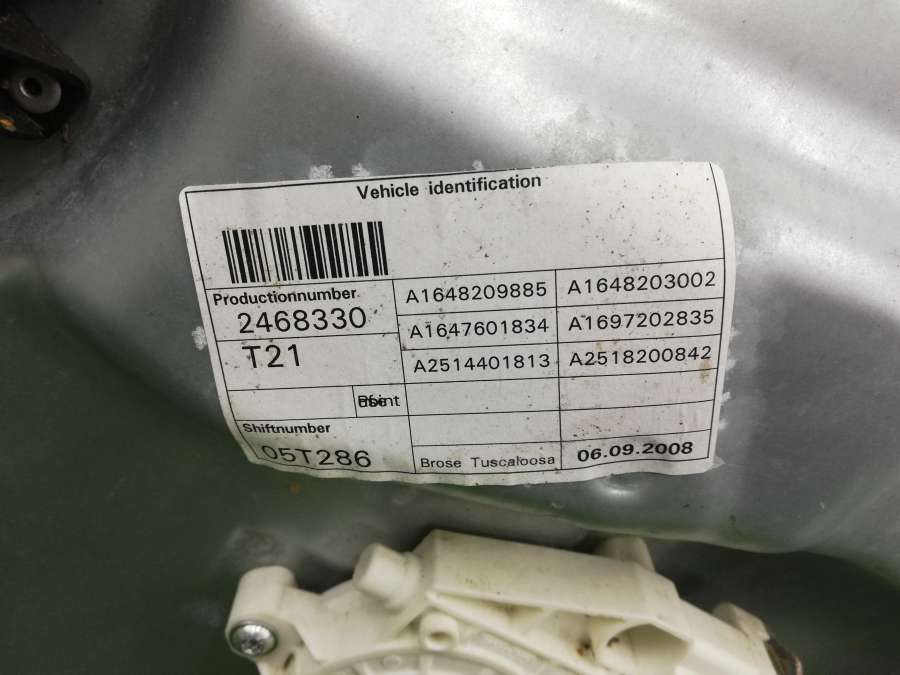 Vehicle identification
Productionnumber
2468330
T21
A1648209885 A1648203002
A1647601834 A1697202835
A2514401813 A2518200842
Shiftnumber
05T286
Brose Tuscaloosa 06.09.2008